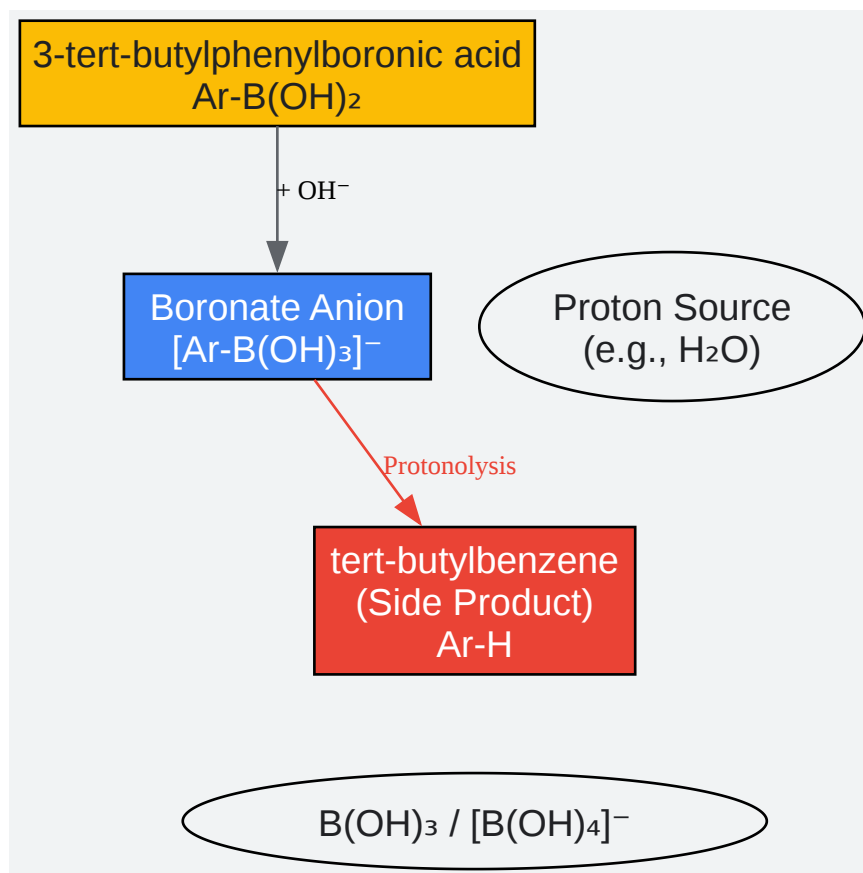 3-tert-butylphenylboronic acid
Ar-B(OH)₂
+ OH⁻
Boronate Anion
[Ar-B(OH)₃]⁻
Proton Source
(e.g., H₂O)
Protonolysis
tert-butylbenzene
(Side Product)
Ar-H
B(OH)₃ / [B(OH)₄]⁻